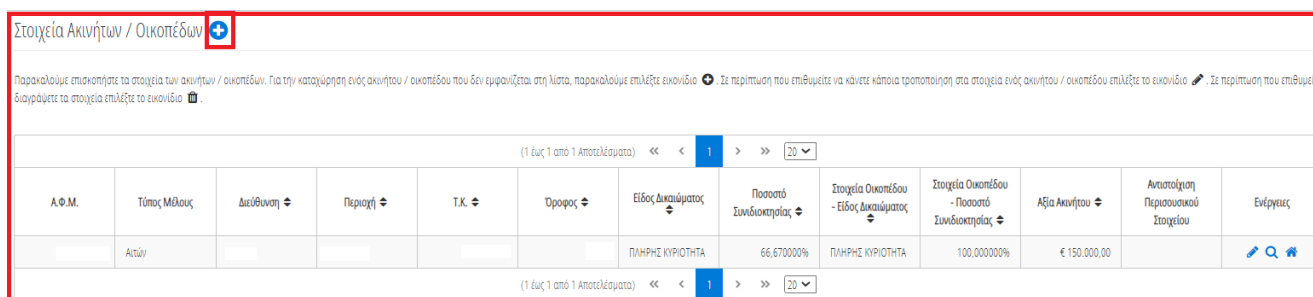 Στοιχεία Ακινήτων / Οικοπέδων
Παρακαλούμε επισκοπήστε τα στοιχεία των ακινήτων / οικοπέδων. Για την καταχώρηση ενός ακινήτου / οικοπέδου που δεν εμφανίζεται στη λίστα, παρακαλούμε επιλέξτε εικονίδιο . Σε περίπτωση που επιθυμείτε να κάνετε κάποια τροποποίηση στα στοιχεία ενός ακινήτου / οικοπέδου επιλέξτε το εικονίδιο . Σε περίπτωση που επιθυμεί
διαγράψετε τα στοιχεία επιλέξτε το εικονίδιο .
(1 έως 1 από 1 Αποτελέσματα) 1 20
Α.Φ.Μ. Τύπος Μέλους Διεύθυνση Περιοχή Τ.Κ. Όροφος Είδος Δικαιώματος Ποσοστό Συνιδιοκτησίας Στοιχεία Οικοπέδου - Είδος Δικαιώματος Στοιχεία Οικοπέδου - Ποσοστό Συνιδιοκτησίας Αξία Ακινήτου Αντιστοίχιση Περιουσικού Στοιχείου Ενέργειες
Αιτών ΠΛΗΡΗΣ ΚΥΡΙΟΤΗΤΑ 66,670000% ΠΛΗΡΗΣ ΚΥΡΙΟΤΗΤΑ 100,000000% € 150.000,00
(1 έως 1 από 1 Αποτελέσματα) 1 20